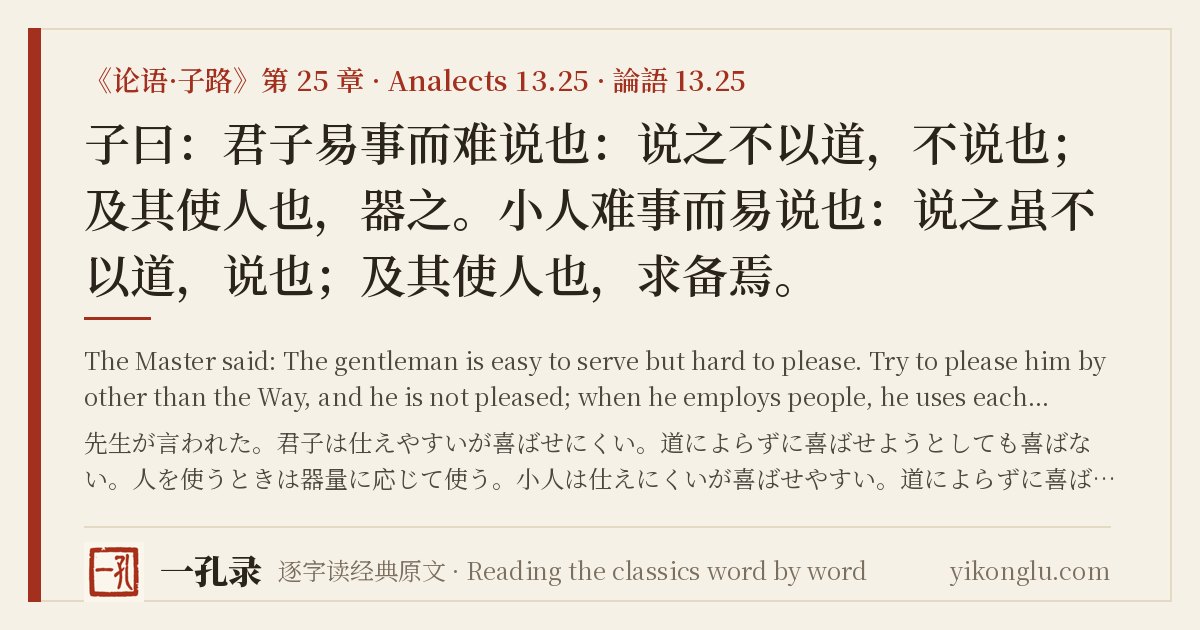 《论语·子路》第 25 章 · Analects 13.25 · 論語 13.25
子曰：君子易事而难说也：说之不以道，不说也；
及其使人也，器之。小人难事而易说也：说之虽不
以道，说也；及其使人也，求备焉。
The Master said: The gentleman is easy to serve but hard to please. Try to please him by
other than the Way, and he is not pleased; when he employs people, he uses each...
先生が言われた。君子は仕えやすいが喜ばせにくい。道によらずに喜ばせようとしても喜ばな
い。人を使うときは器量に応じて使う。小人は仕えにくいが喜ばせやすい。道によらずに喜ば…
一孔
一孔录 逐字读经典原文 · Reading the classics word by word yikonglu.com